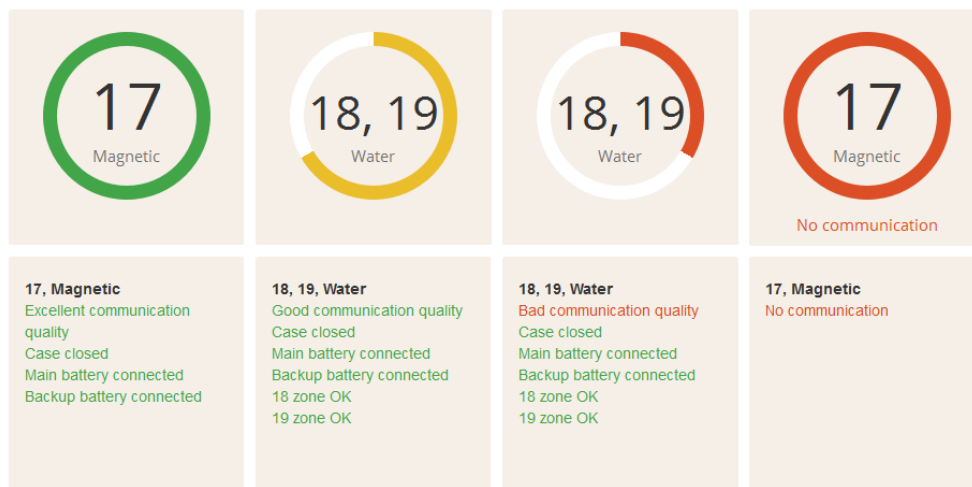 17
Magnetic
18, 19
Water
18, 19
Water
17
Magnetic
No communication
17, Magnetic
Excellent communication
quality
Case closed
Main battery connected
Backup battery connected
18, 19, Water
Good communication quality
Case closed
Main battery connected
Backup battery connected
18 zone OK
19 zone OK
18, 19, Water
Bad communication quality
Case closed
Main battery connected
Backup battery connected
18 zone OK
19 zone OK
17, Magnetic
No communication